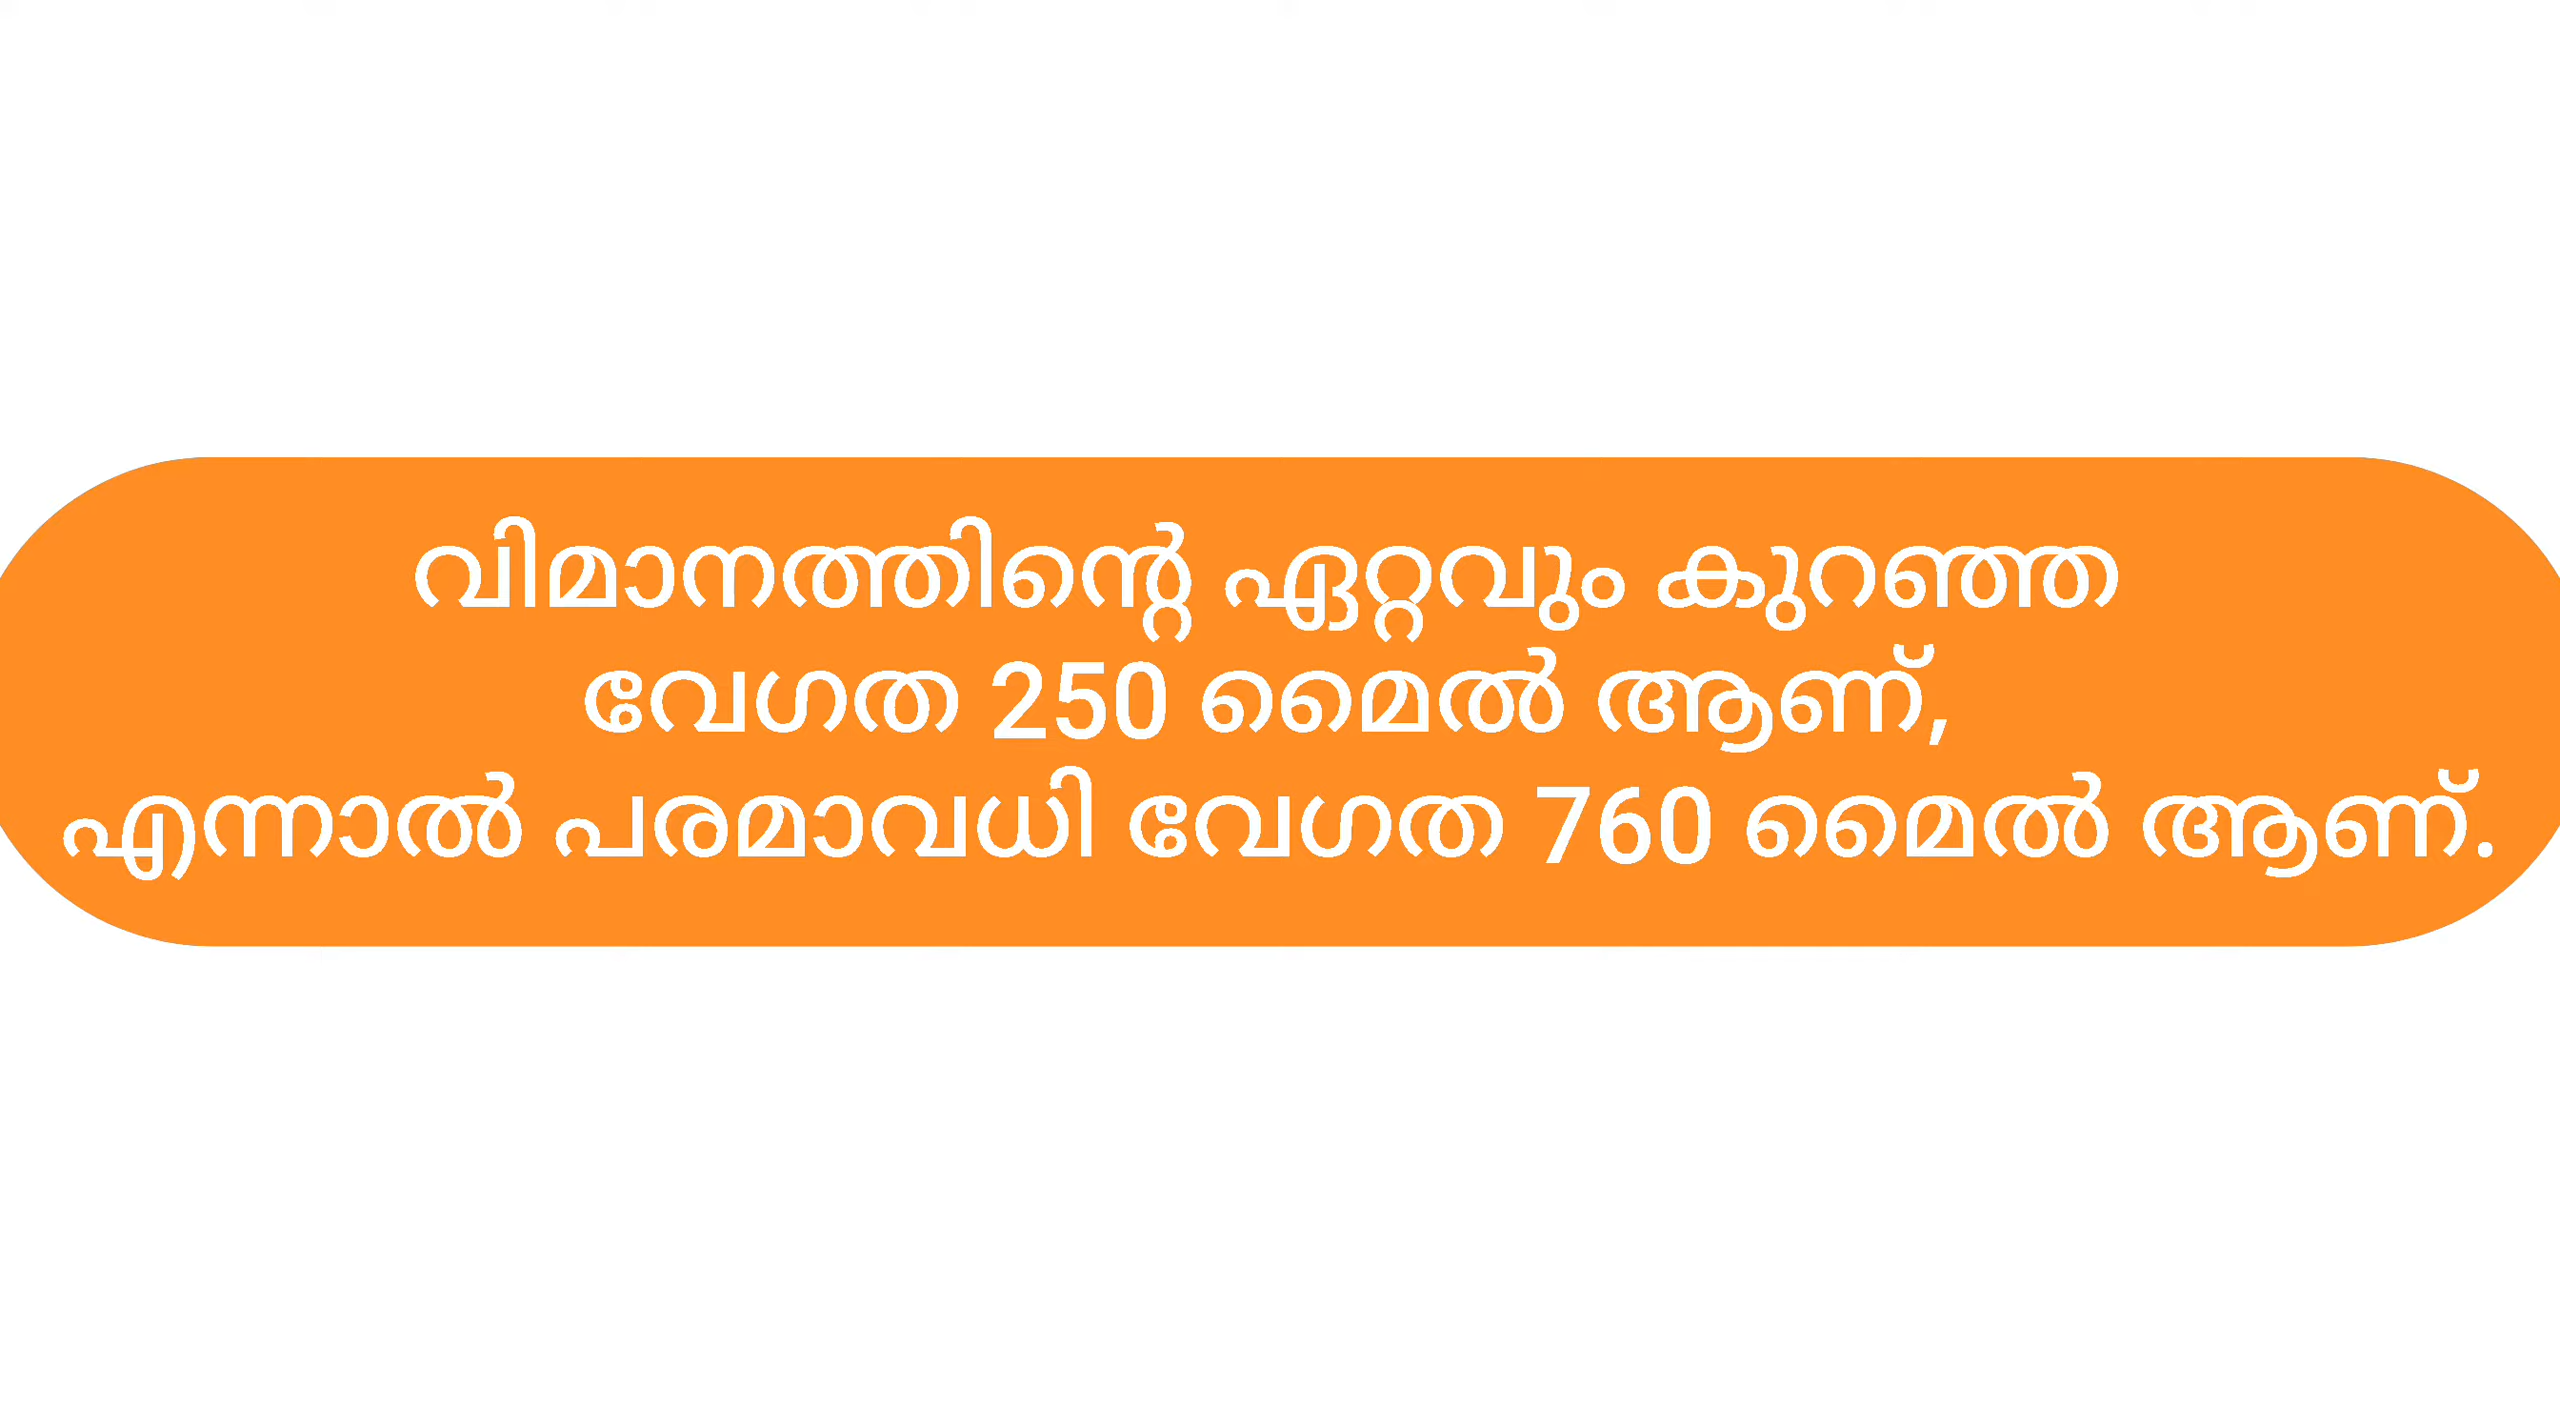 വിമാനത്തിന്റെ ഏറ്റവും കുറഞ്ഞ
വേഗത 250 മൈൽ ആണ്,
എന്നാൽ പരമാവധി വേഗത 760 മൈൽ ആണ്.